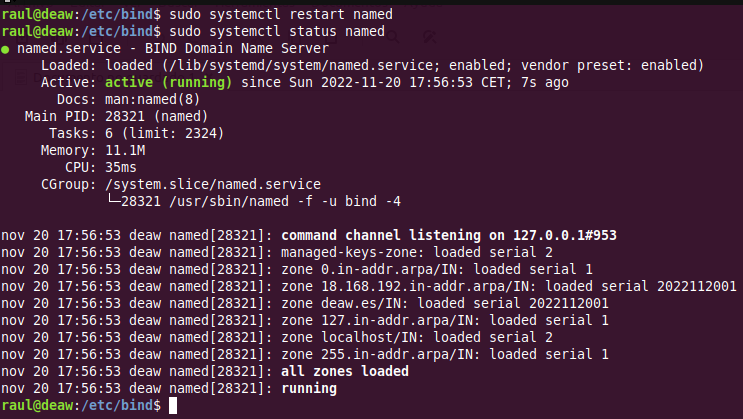 raul@deaw:/etc/bind$ sudo systemctl restart named
raul@deaw:/etc/bind$ sudo systemctl status named
● named.service - BIND Domain Name Server
Loaded: loaded (/lib/systemd/system/named.service; enabled; vendor preset: enabled)
Active: active (running) since Sun 2022-11-20 17:56:53 CET; 7s ago
Docs: man:named(8)
Main PID: 28321 (named)
Tasks: 6 (limit: 2324)
Memory: 11.1M
CPU: 35ms
CGroup: /system.slice/named.service
└─28321 /usr/sbin/named -f -u bind -4
nov 20 17:56:53 deaw named[28321]: command channel listening on 127.0.0.1#953
nov 20 17:56:53 deaw named[28321]: managed-keys-zone: loaded serial 2
nov 20 17:56:53 deaw named[28321]: zone 0.in-addr.arpa/IN: loaded serial 1
nov 20 17:56:53 deaw named[28321]: zone 18.168.192.in-addr.arpa/IN: loaded serial 2022112001
nov 20 17:56:53 deaw named[28321]: zone deaw.es/IN: loaded serial 2022112001
nov 20 17:56:53 deaw named[28321]: zone 127.in-addr.arpa/IN: loaded serial 1
nov 20 17:56:53 deaw named[28321]: zone localhost/IN: loaded serial 2
nov 20 17:56:53 deaw named[28321]: zone 255.in-addr.arpa/IN: loaded serial 1
nov 20 17:56:53 deaw named[28321]: all zones loaded
nov 20 17:56:53 deaw named[28321]: running
raul@deaw:/etc/bind$